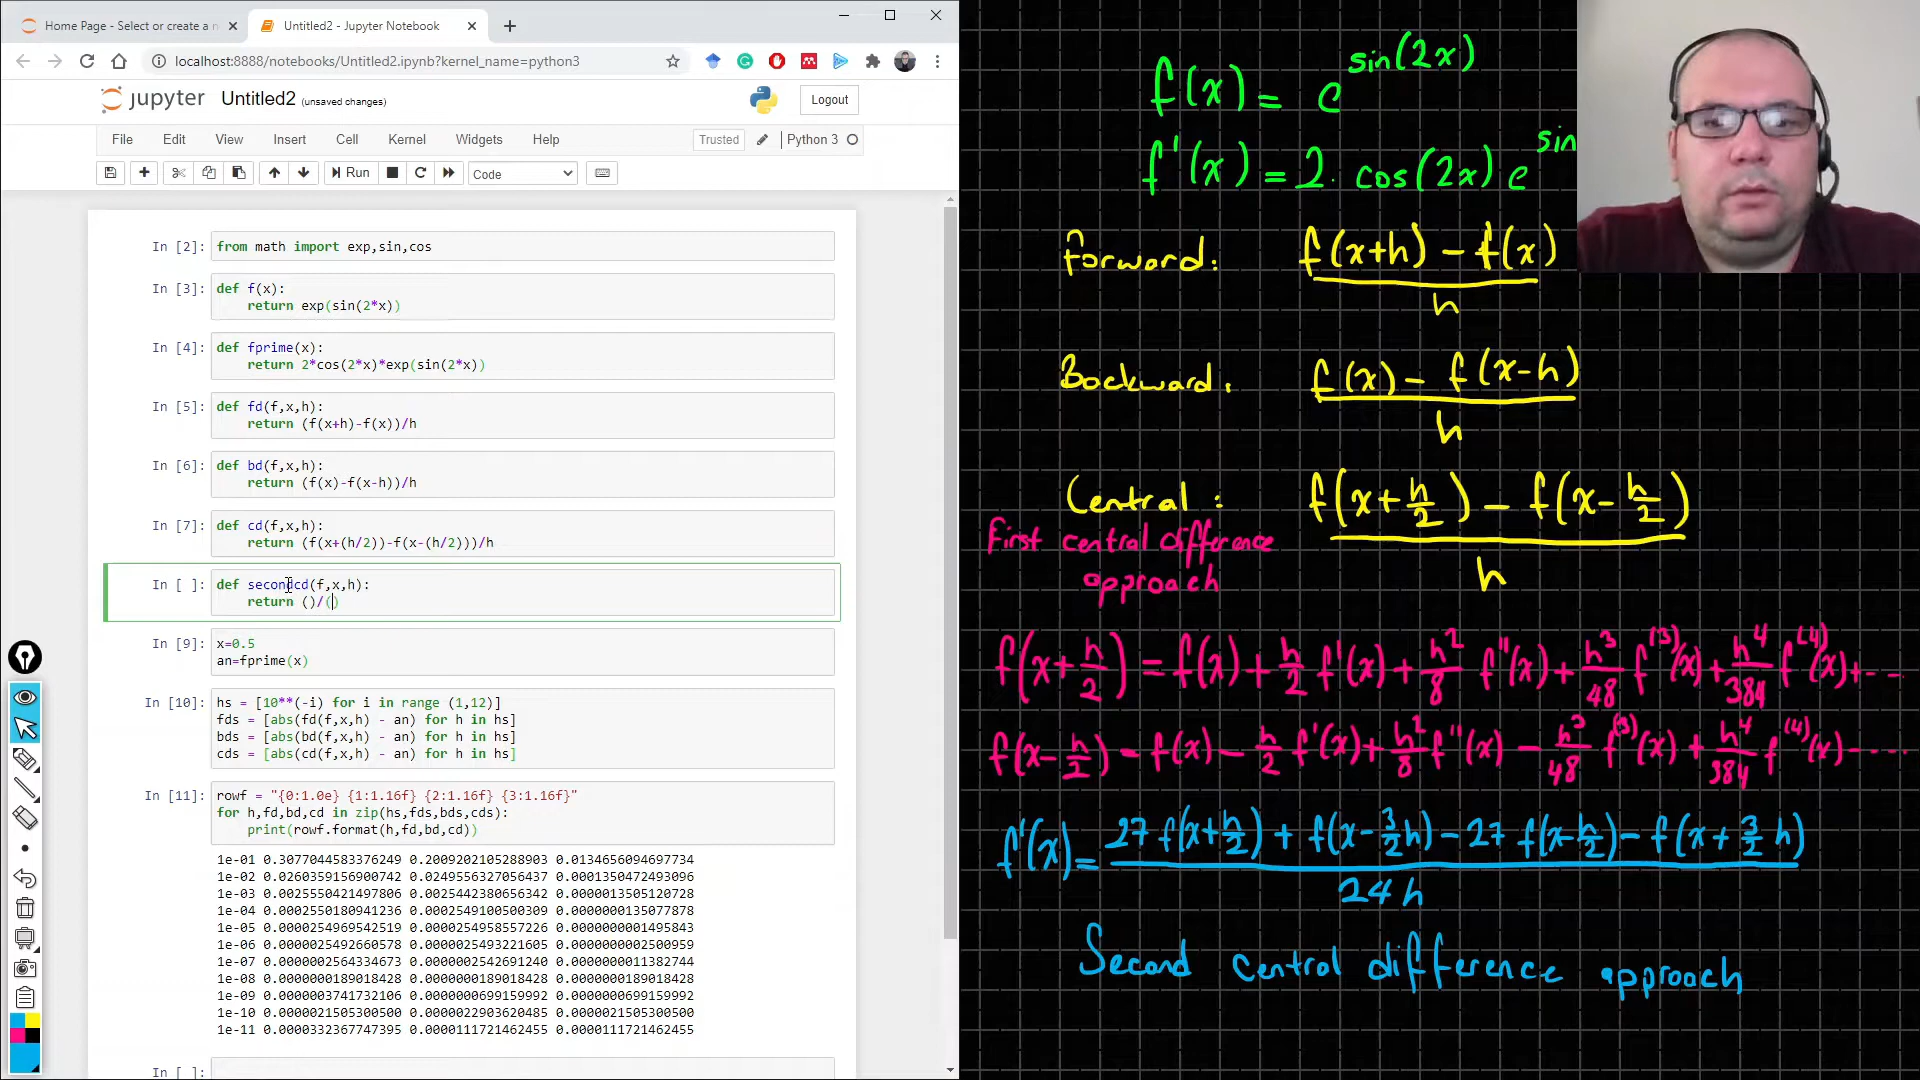 Home Page - Select or create a n
Untitled2 - Jupyter Notebook
localhost:8888/notebooks/Untitled2.ipynb?kernel_name=python3
jupyter Untitled2 (unsaved changes)
Logout
File Edit View Insert Cell Kernel Widgets Help
Trusted Python 3
Run Code
In [2]: from math import exp,sin,cos
In [3]: def f(x):
return exp(sin(2*x))
In [4]: def fprime(x):
return 2*cos(2*x)*exp(sin(2*x))
In [5]: def fd(f,x,h):
return (f(x+h)-f(x))/h
In [6]: def bd(f,x,h):
return (f(x)-f(x-h))/h
In [7]: def cd(f,x,h):
return (f(x+(h/2))-f(x-(h/2)))/h
In [ ]: def secondcd(f,x,h):
return ()/()
In [9]: x=0.5
an=fprime(x)
In [10]: hs = [10**(-i) for i in range (1,12)]
fds = [abs(fd(f,x,h) - an) for h in hs]
bds = [abs(bd(f,x,h) - an) for h in hs]
cds = [abs(cd(f,x,h) - an) for h in hs]
In [11]: rowf = "{0:1.0e} {1:1.16f} {2:1.16f} {3:1.16f}"
for h,fd,bd,cd in zip(hs,fds,bds,cds):
print(rowf.format(h,fd,bd,cd))
1e-01 0.3077044583376249 0.2009202105288903 0.0134656094697734
1e-02 0.0260359156900742 0.0249556327056437 0.0001350472493096
1e-03 0.0025550421497806 0.0025442380656342 0.0000013505120728
1e-04 0.0002550180941236 0.0002549100500309 0.0000000135077878
1e-05 0.0000254969542519 0.0000254958557226 0.0000000001495843
1e-06 0.0000025492660578 0.0000025493221605 0.0000000002500959
1e-07 0.0000002564334673 0.0000002542691240 0.0000000011382744
1e-08 0.0000000189018428 0.0000000189018428 0.0000000189018428
1e-09 0.0000003741732106 0.0000000699159992 0.0000000699159992
1e-10 0.0000021505300500 0.0000022903620485 0.0000021505300500
1e-11 0.0000332367747395 0.0000111721462455 0.0000111721462455
In [ ]:
f(x) = e^sin(2x)
f'(x) = 2. cos(2x) e^sin
Forward: f(x+h) - f(x)
h
Backward: f(x) - f(x-h)
h
Central: f(x+h/2) - f(x-h/2)
h
First central difference
approach
f(x+h/2) = f(x) + h/2 f'(x) + h²/8 f''(x) + h³/48 f⁽³⁾(x) + h⁴/384 f⁽⁴⁾(x) + ---
f(x-h/2) = f(x) - h/2 f'(x) + h²/8 f''(x) - h³/48 f⁽³⁾(x) + h⁴/384 f⁽⁴⁾(x) ----
f'(x) = 27 f(x+h/2) + f(x-3/2h) - 27 f(x-h/2) - f(x+3/2 h)
24 h
Second central difference approach